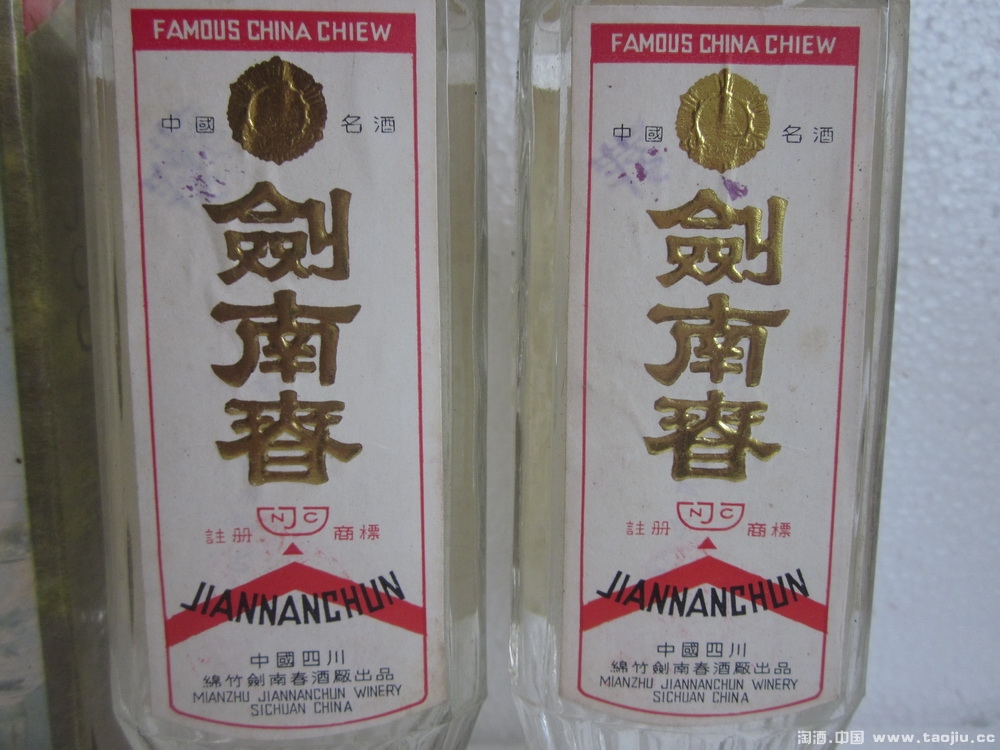 FAMOUS CHINA CHIEW
中國 名酒
劍南春
NJC
註册 商標
JIANNANCHUN
中國四川
綿竹劍南春酒厰出品
MIANZHU JIANNANCHUN WINERY
SICHUAN CHINA
FAMOUS CHINA CHIEW
中國 名酒
劍南春
NJC
註册 商標
JIANNANCHUN
中國四川
綿竹劍南春酒厰出品
MIANZHU JIANNANCHUN WINERY
SICHUAN CHINA
淘酒.中国 www.taojiu.cc